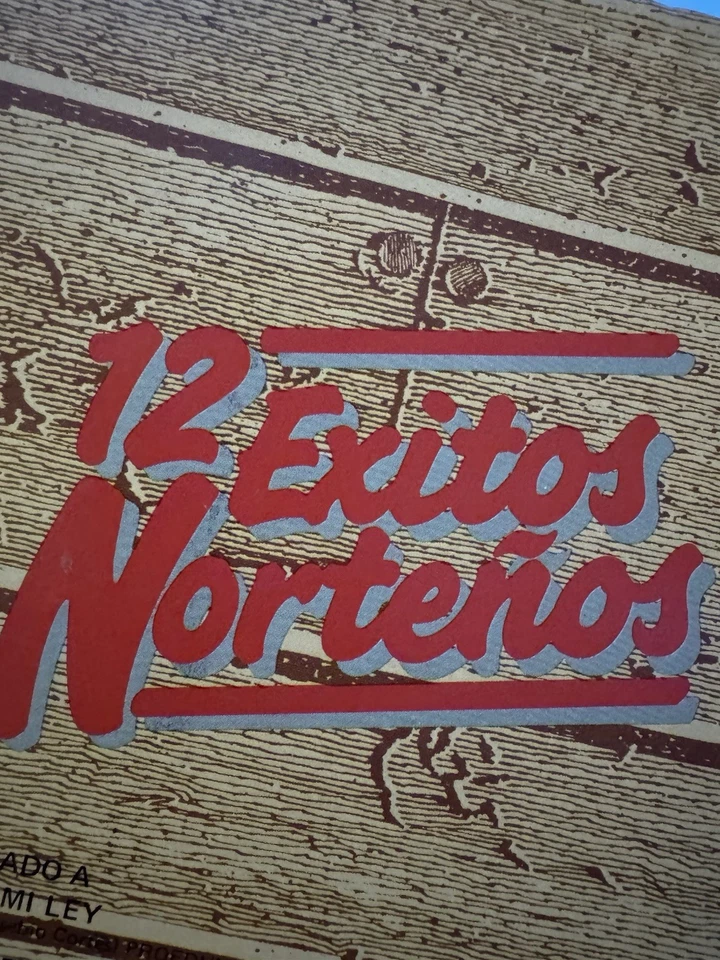 12 Exitos
Norteños
ADO A
MI LEY